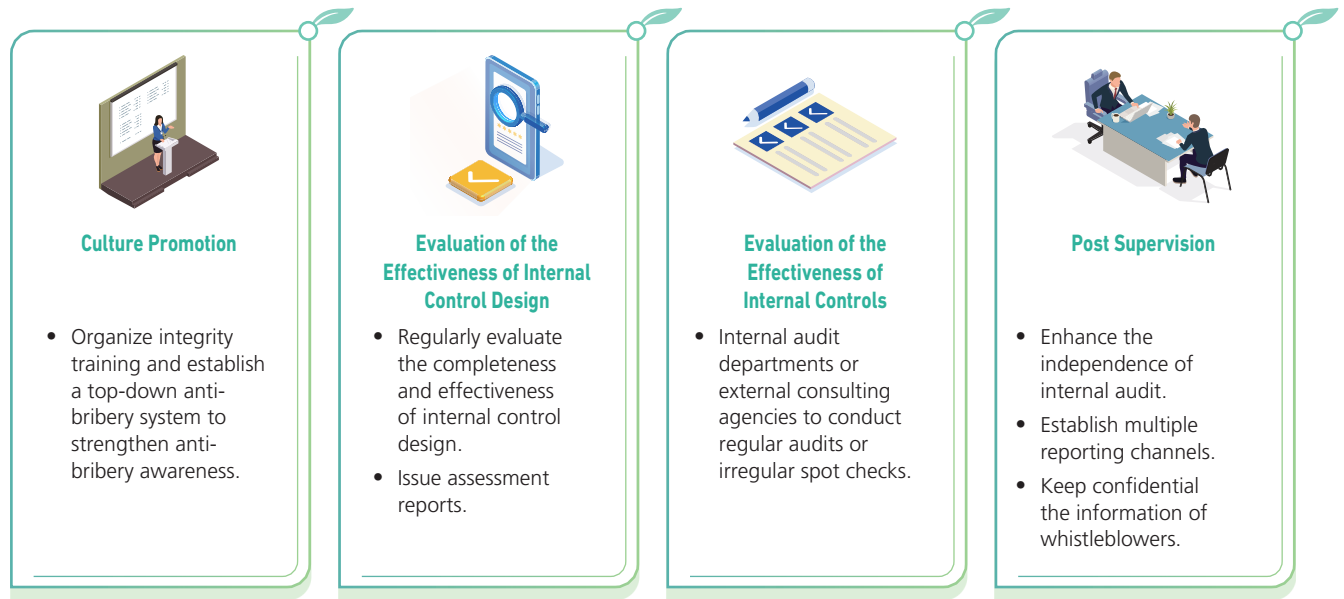 Culture Promotion
• Organize integrity
training and establish
a top-down anti-
bribery system to
strengthen anti-
bribery awareness.
Evaluation of the
Effectiveness of Internal
Control Design
• Regularly evaluate
the completeness
and effectiveness
of internal control
design.
• Issue assessment
reports.
Evaluation of the
Effectiveness of
Internal Controls
• Internal audit
departments or
external consulting
agencies to conduct
regular audits or
irregular spot checks.
Post Supervision
• Enhance the
independence of
internal audit.
• Establish multiple
reporting channels.
• Keep confidential
the information of
whistleblowers.